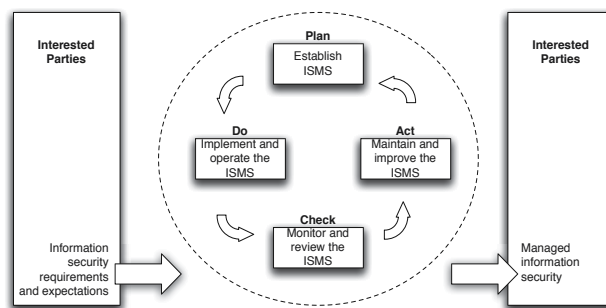 Interested
Parties
Information
security
requirements
and expectations
Plan
Establish
ISMS
Do
Implement and
operate the
ISMS
Act
Maintain and
improve the
ISMS
Check
Monitor and
review the
ISMS
Interested
Parties
Managed
information
security